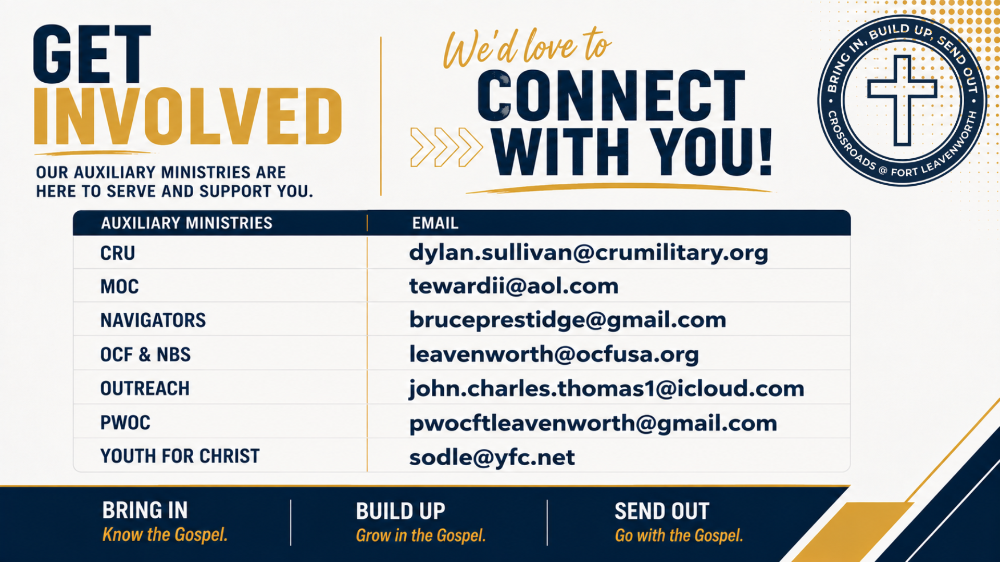 GET
INVOLVED
OUR AUXILIARY MINISTRIES ARE
HERE TO SERVE AND SUPPORT YOU.
We'd love to
CONNECT
WITH YOU!
• BRING IN, BUILD UP, SEND OUT •
CROSSROADS @ FORT LEAVENWORTH
AUXILIARY MINISTRIES EMAIL
CRU dylan.sullivan@crumilitary.org
MOC tewardii@aol.com
NAVIGATORS bruceprestidge@gmail.com
OCF & NBS leavenworth@ocfusa.org
OUTREACH john.charles.thomas1@icloud.com
PWOC pwocftleavenworth@gmail.com
YOUTH FOR CHRIST sodle@yfc.net
BRING IN
Know the Gospel.
BUILD UP
Grow in the Gospel.
SEND OUT
Go with the Gospel.